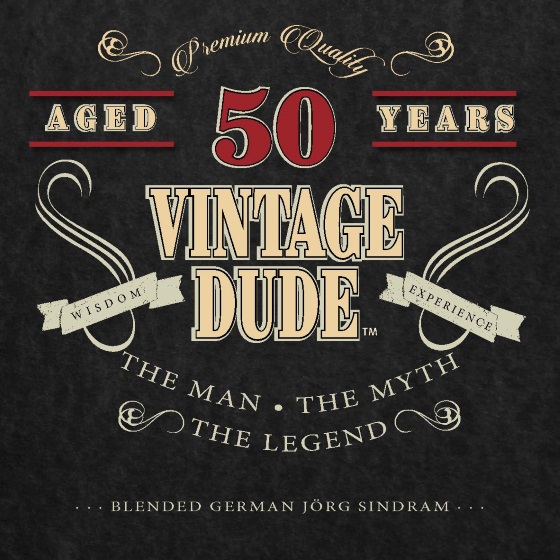 Premium Quality
AGED 50 YEARS
VINTAGE
DUDE™
WISDOM
EXPERIENCE
THE MAN • THE MYTH
THE LEGEND
... BLENDED GERMAN JÖRG SINDRAM ...